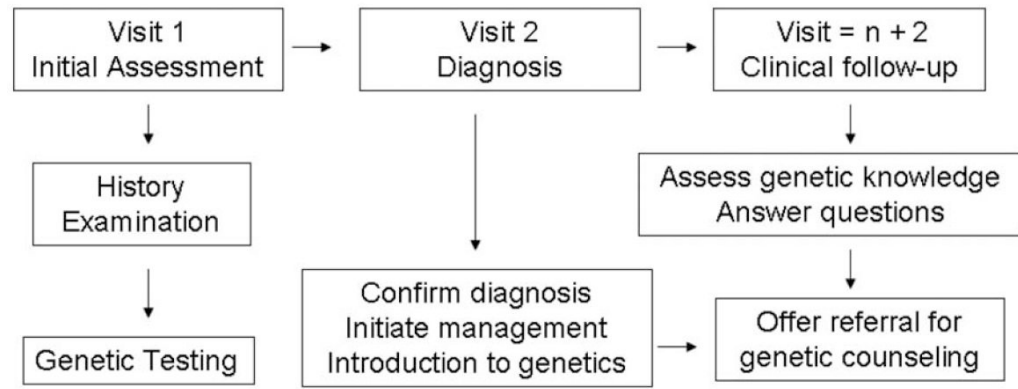 Visit 1
Initial Assessment
Visit 2
Diagnosis
Visit = n + 2
Clinical follow-up
History
Examination
Assess genetic knowledge
Answer questions
Genetic Testing
Confirm diagnosis
Initiate management
Introduction to genetics
Offer referral for
genetic counseling